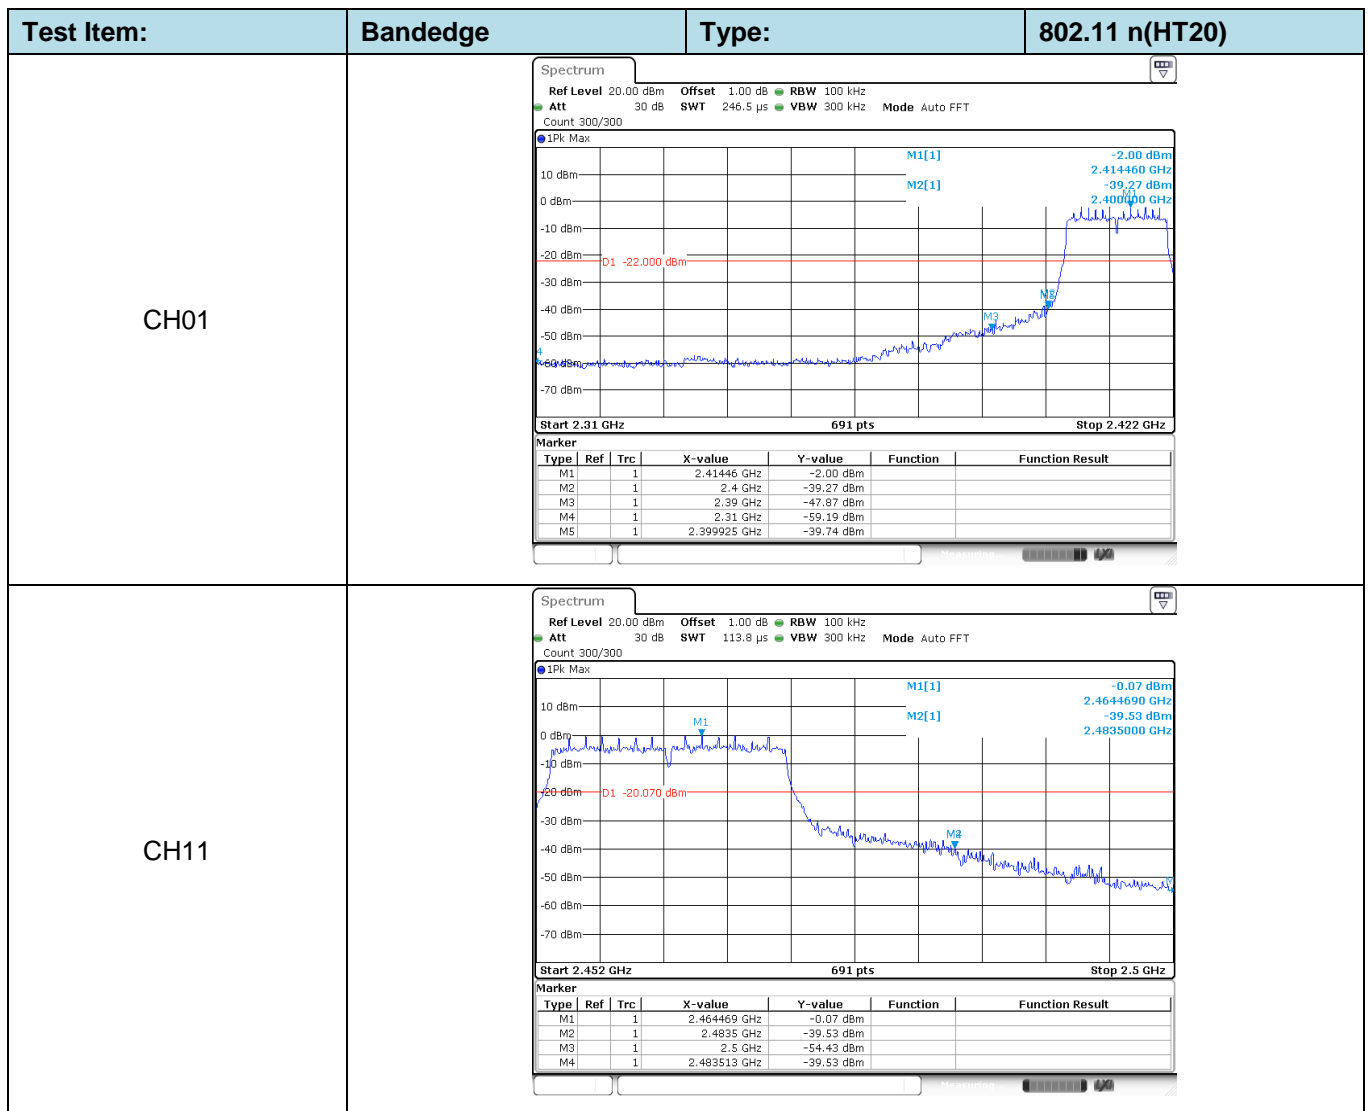 Test Item: Bandedge Type: 802.11 n(HT20)
CH01
Spectrum
Ref Level 20.00 dBm Offset 1.00 dB RBW 100 kHz
Att 30 dB SWT 246.5 µs VBW 300 kHz Mode Auto FFT
Count 300/300
1Pk Max
M1[1] -2.00 dBm
2.414460 GHz
M2[1] -39.27 dBm
2.400000 GHz
M1
10 dBm
0 dBm
-10 dBm
-20 dBm
D1 -22.000 dBm
-30 dBm
-40 dBm
M3
-50 dBm
4
-60 dBm
-70 dBm
Start 2.31 GHz 691 pts Stop 2.422 GHz
Marker
Type Ref Trc X-value Y-value Function Function Result
M1 1 2.41446 GHz -2.00 dBm
M2 1 2.4 GHz -39.27 dBm
M3 1 2.39 GHz -47.87 dBm
M4 1 2.31 GHz -59.19 dBm
M5 1 2.399925 GHz -39.74 dBm
Measuring...
CH11
Spectrum
Ref Level 20.00 dBm Offset 1.00 dB RBW 100 kHz
Att 30 dB SWT 113.8 µs VBW 300 kHz Mode Auto FFT
Count 300/300
1Pk Max
M1[1] -0.07 dBm
2.4644690 GHz
M2[1] -39.53 dBm
2.4835000 GHz
10 dBm
M1
0 dBm
-10 dBm
-20 dBm
D1 -20.070 dBm
-30 dBm
-40 dBm
-50 dBm
-60 dBm
-70 dBm
Start 2.452 GHz 691 pts Stop 2.5 GHz
Marker
Type Ref Trc X-value Y-value Function Function Result
M1 1 2.464469 GHz -0.07 dBm
M2 1 2.4835 GHz -39.53 dBm
M3 1 2.5 GHz -54.43 dBm
M4 1 2.483513 GHz -39.53 dBm
Measuring...